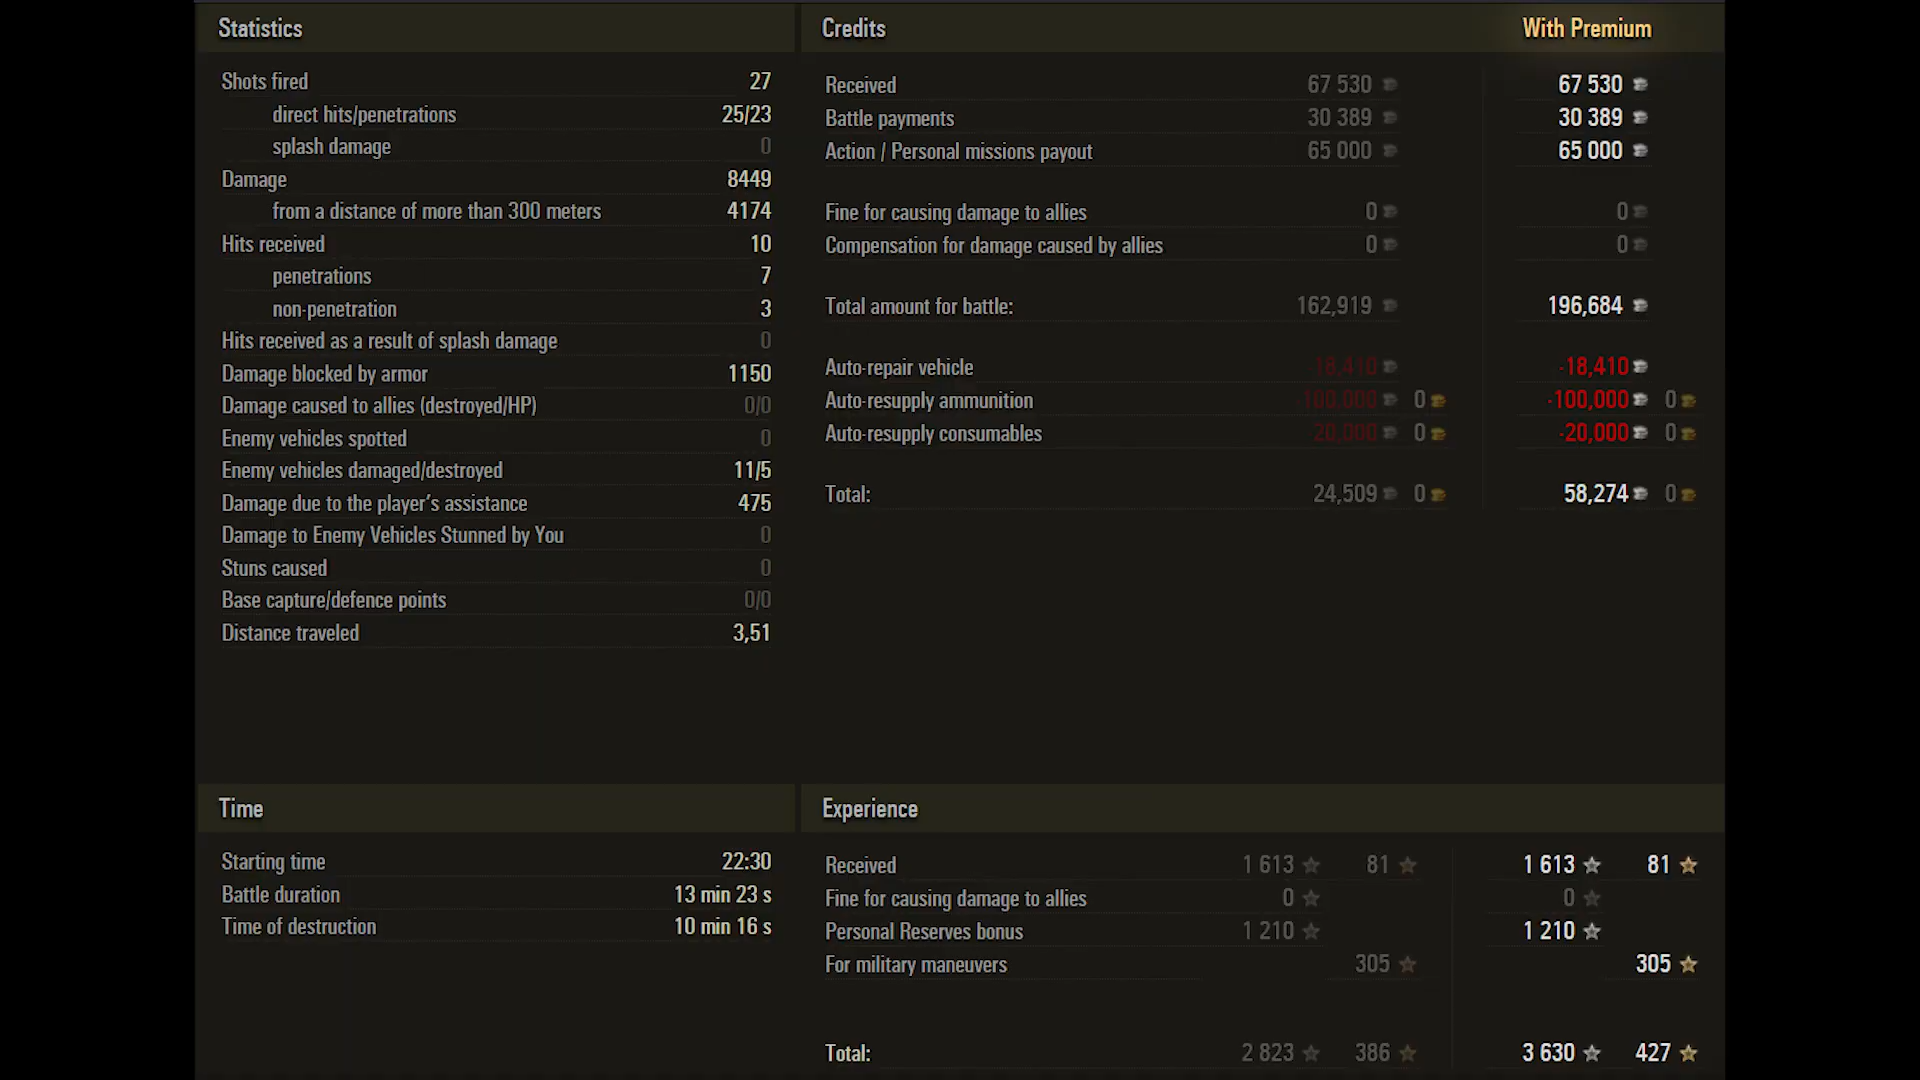 Statistics
Shots fired 27
direct hits/penetrations 25/23
splash damage 0
Damage 8449
from a distance of more than 300 meters 4174
Hits received 10
penetrations 7
non-penetration 3
Hits received as a result of splash damage 0
Damage blocked by armor 1150
Damage caused to allies (destroyed/HP) 0/0
Enemy vehicles spotted 0
Enemy vehicles damaged/destroyed 11/5
Damage due to the player's assistance 475
Damage to Enemy Vehicles Stunned by You 0
Stuns caused 0
Base capture/defence points 0/0
Distance traveled 3,51
Credits With Premium
Received 67 530 67 530
Battle payments 30 389 30 389
Action / Personal missions payout 65 000 65 000
Fine for causing damage to allies 0 0
Compensation for damage caused by allies 0 0
Total amount for battle: 162,919 196,684
Auto-repair vehicle -18,410 -18,410
Auto-resupply ammunition -100,000 0 -100,000 0
Auto-resupply consumables -20,000 0 -20,000 0
Total: 24,509 0 58,274 0
Time
Starting time 22:30
Battle duration 13 min 23 s
Time of destruction 10 min 16 s
Experience
Received 1 613 81 1 613 81
Fine for causing damage to allies 0 0
Personal Reserves bonus 1 210 1 210
For military maneuvers 305 305
Total: 2 823 386 3 630 427